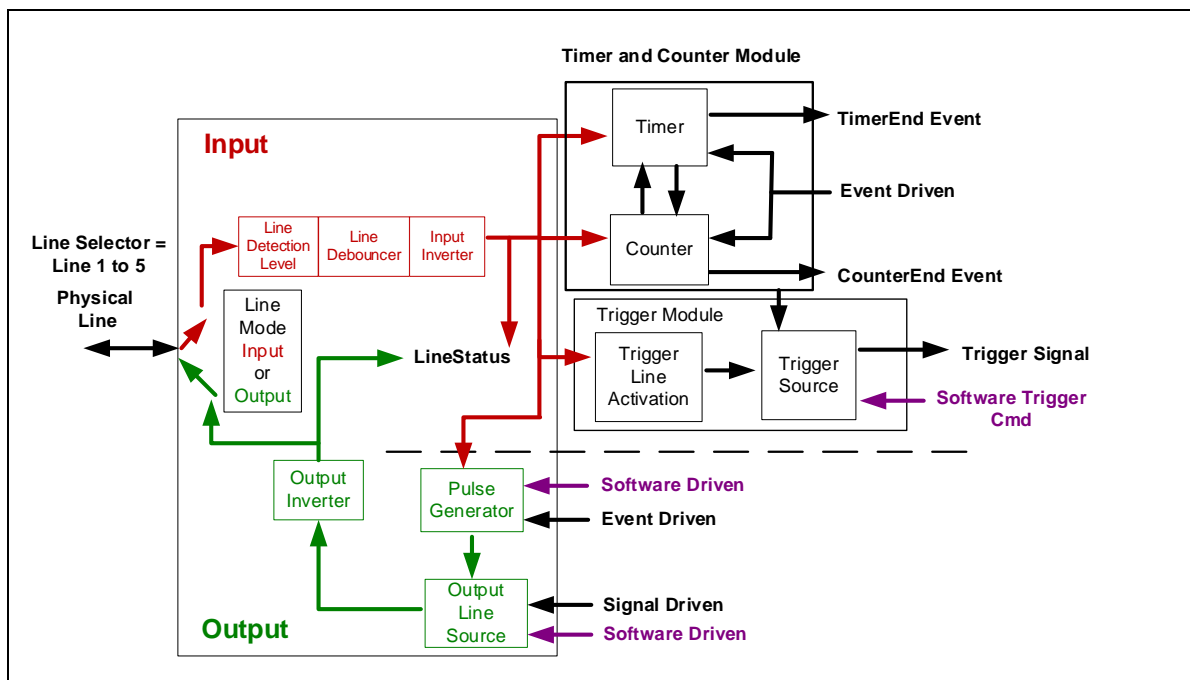 Timer and Counter Module
Timer
TimerEnd Event
Input
Event Driven
Line Selector =
Line 1 to 5
Line
Detection
Level
Line
Debouncer
Input
Inverter
Counter
CounterEnd Event
Physical
Line
Line
Mode
Input
or
Output
LineStatus
Trigger Module
Trigger
Line
Activation
Trigger
Source
Trigger Signal
Software Trigger
Cmd
Output
Inverter
Pulse
Generator
Software Driven
Event Driven
Output
Line
Source
Signal Driven
Software Driven
Output